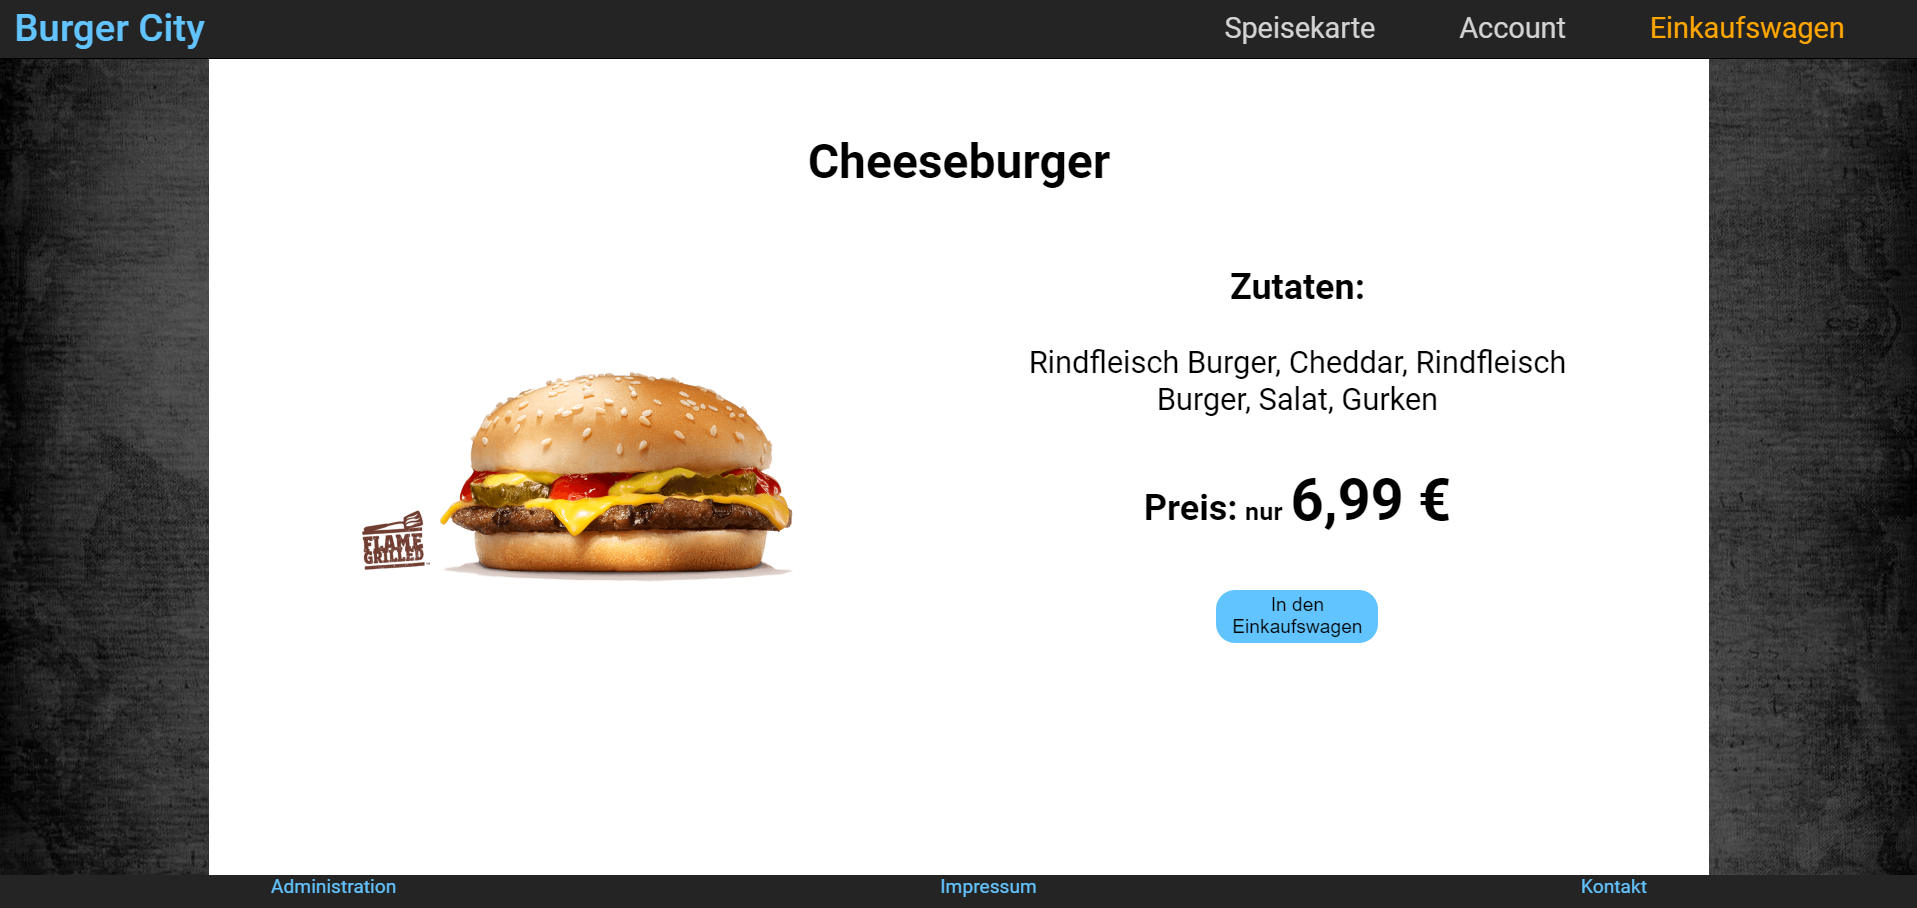 Burger City
Speisekarte
Account
Einkaufswagen
Cheeseburger
Zutaten:
Rindfleisch Burger, Cheddar, Rindfleisch
Burger, Salat, Gurken
FLAME
GRILLED
Preis: nur 6,99 €
In den
Einkaufswagen
Administration
Impressum
Kontakt